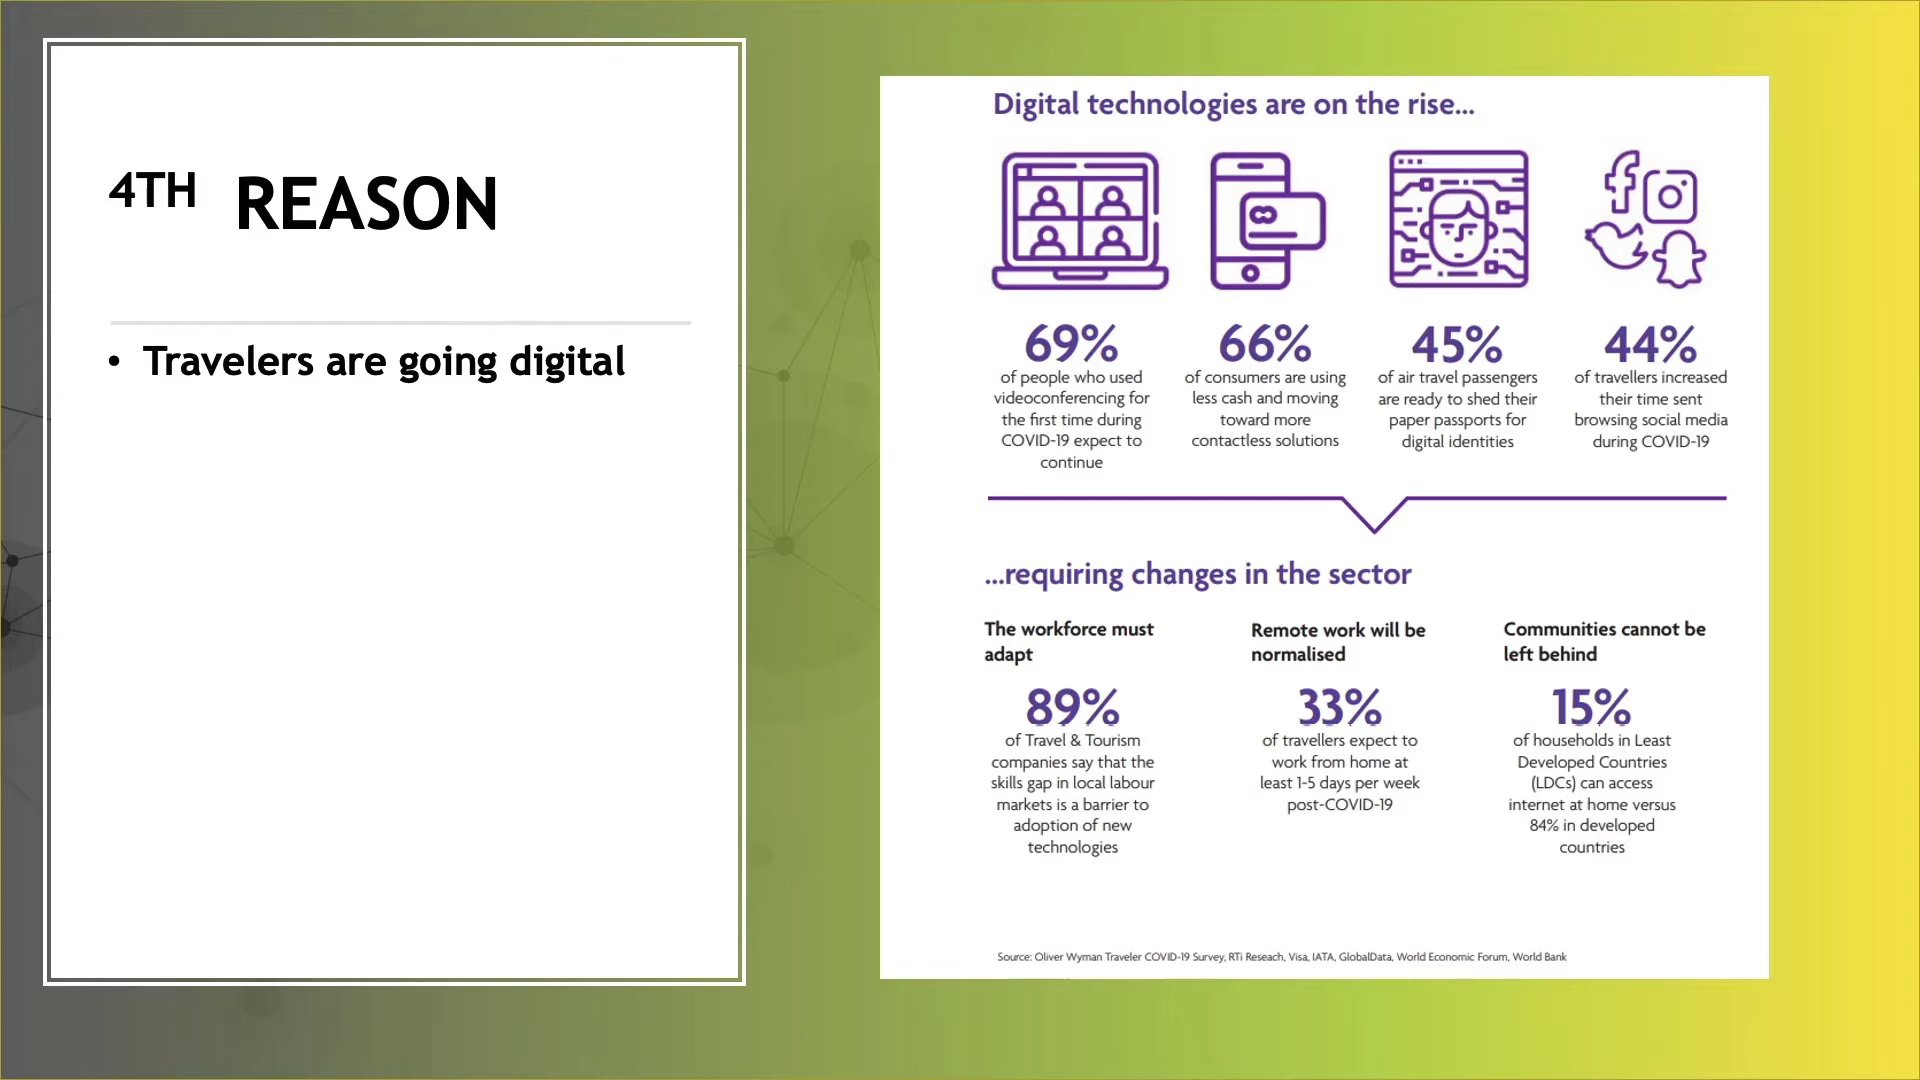 4TH REASON
• Travelers are going digital
Digital technologies are on the rise...
69%
of people who used
videoconferencing for
the first time during
COVID-19 expect to
continue
66%
of consumers are using
less cash and moving
toward more
contactless solutions
45%
of air travel passengers
are ready to shed their
paper passports for
digital identities
44%
of travellers increased
their time sent
browsing social media
during COVID-19
...requiring changes in the sector
The workforce must
adapt
89%
of Travel & Tourism
companies say that the
skills gap in local labour
markets is a barrier to
adoption of new
technologies
Remote work will be
normalised
33%
of travellers expect to
work from home at
least 1-5 days per week
post-COVID-19
Communities cannot be
left behind
15%
of households in Least
Developed Countries
(LDCs) can access
internet at home versus
84% in developed
countries
Source: Oliver Wyman Traveler COVID-19 Survey, RTi Reseach, Visa, IATA, GlobalData, World Economic Forum, World Bank